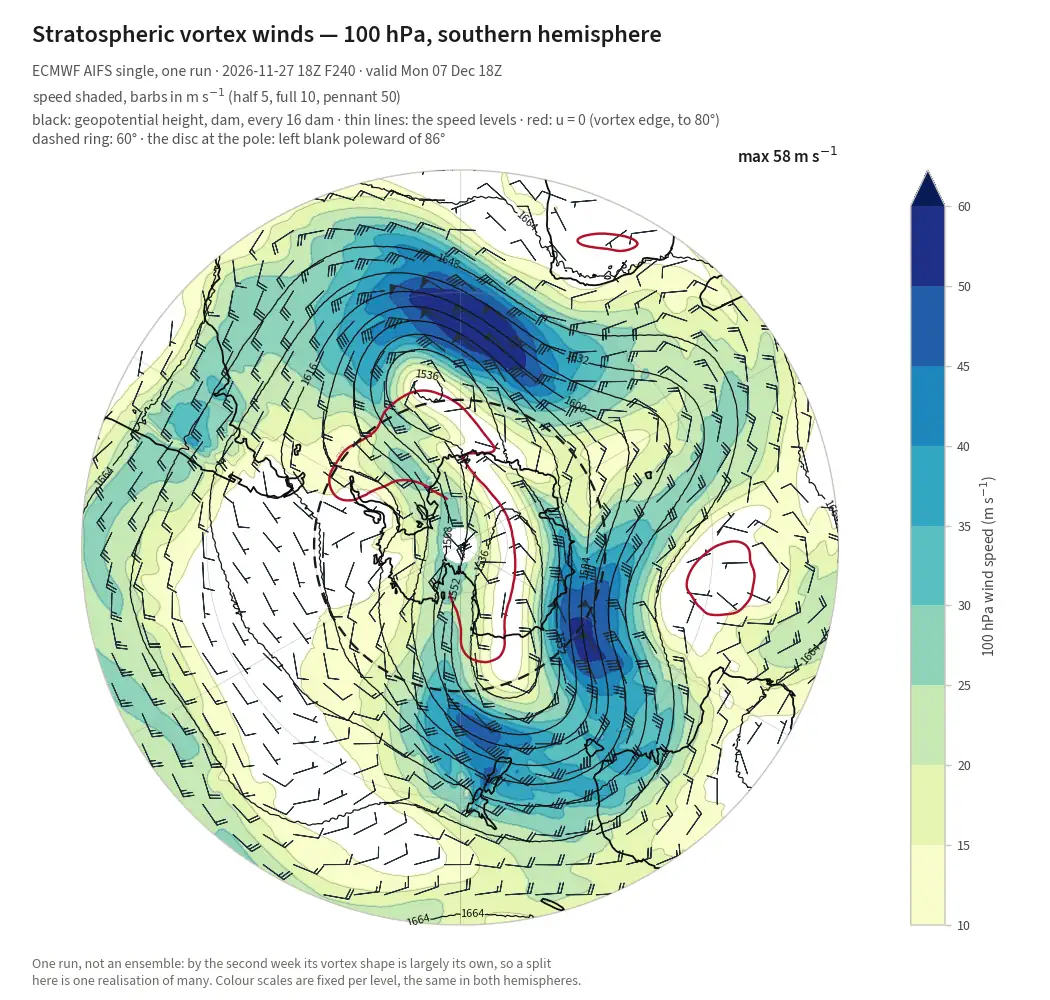 Stratospheric vortex winds — 100 hPa, southern hemisphere
ECMWF AIFS single, one run · 2026-11-27 18Z F240 · valid Mon 07 Dec 18Z
speed shaded, barbs in m s⁻¹ (half 5, full 10, pennant 50)
black: geopotential height, dam, every 16 dam · thin lines: the speed levels · red: u = 0 (vortex edge, to 80°)
dashed ring: 60° · the disc at the pole: left blank poleward of 86°
max 58 m s⁻¹
60
50
45
40
35
30
25
20
15
10
100 hPa wind speed (m s⁻¹)
1664
1648
1632
1616
1536
1600
1664
1568
1536
1584
1552
1664
1664
1664
One run, not an ensemble: by the second week its vortex shape is largely its own, so a split
here is one realisation of many. Colour scales are fixed per level, the same in both hemispheres.